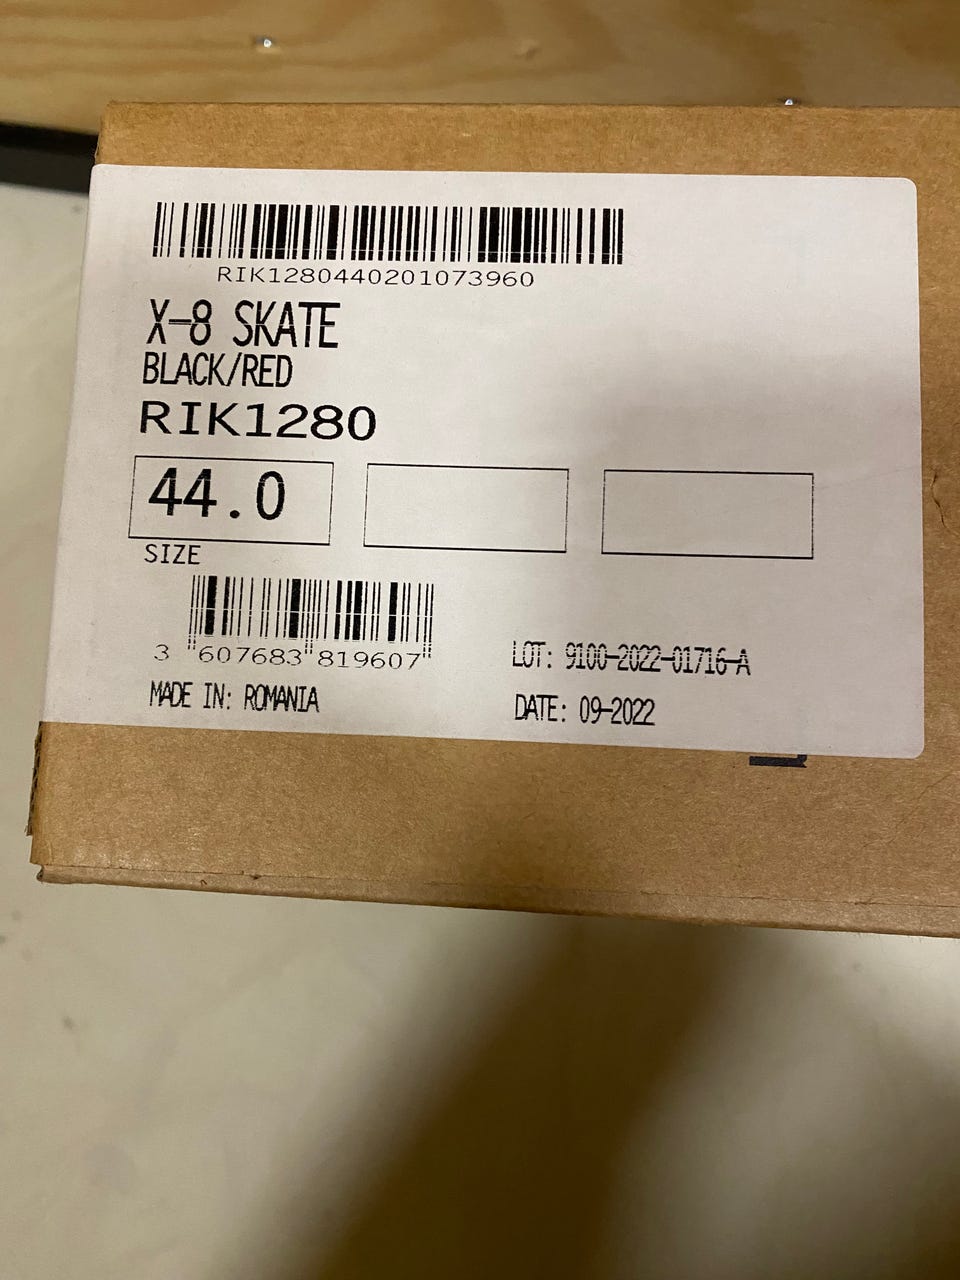 RIK1280440201073960
X-8 SKATE
BLACK/RED
RIK1280
44.0
SIZE
3 607683 819607
LOT: 9100-2022-01716-A
MADE IN: ROMANIA
DATE: 09-2022